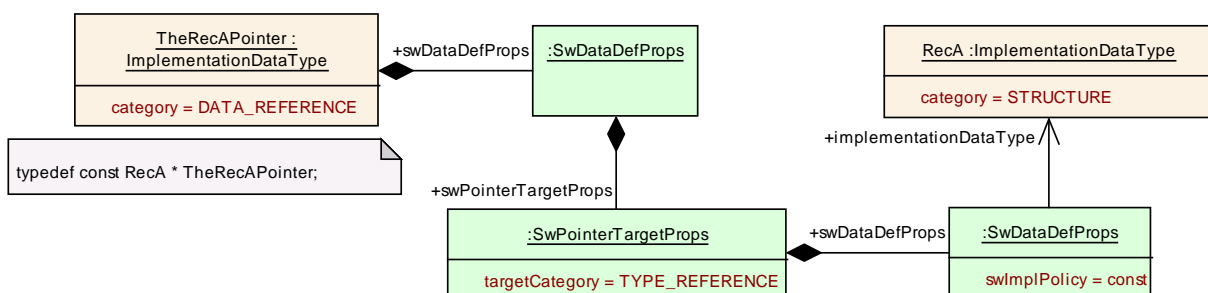 TheRecAPointer :
ImplementationDataType
category = DATA_REFERENCE
+swDataDefProps
:SwDataDefProps
RecA :ImplementationDataType
category = STRUCTURE
typedef const RecA * TheRecAPointer;
+implementationDataType
+swPointerTargetProps
:SwPointerTargetProps
targetCategory = TYPE_REFERENCE
+swDataDefProps
:SwDataDefProps
swImplPolicy = const